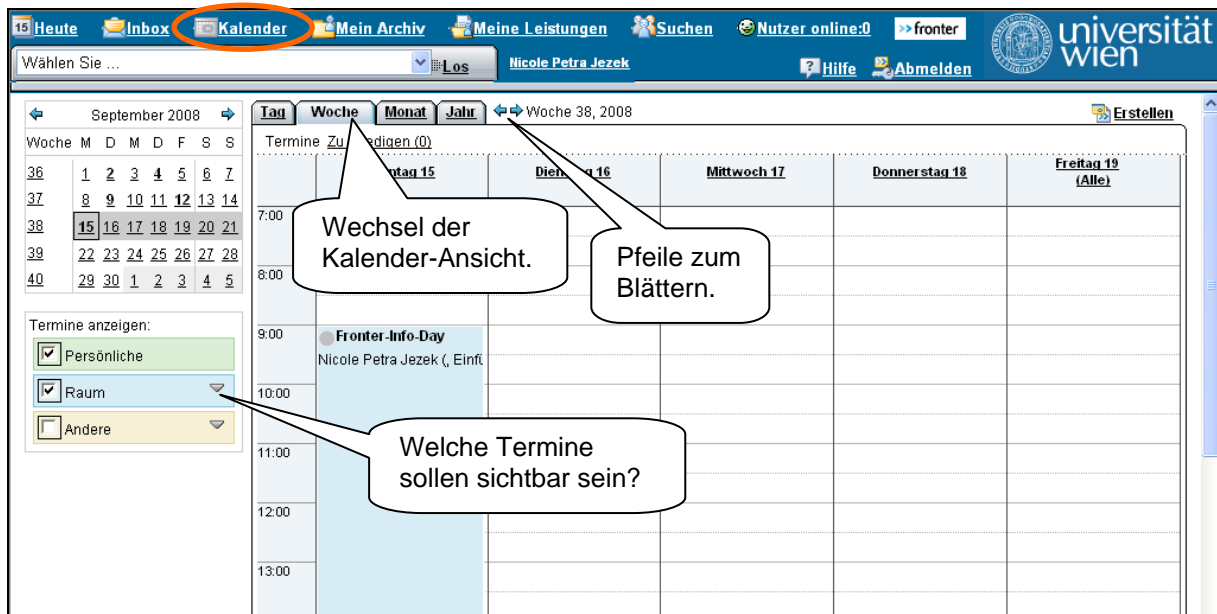 15 Heute Inbox Kalender Mein Archiv Meine Leistungen Suchen Nutzer online:0 >> fronter
universität
wien
Wählen Sie ... Los Nicole Petra Jezek Hilfe Abmelden
September 2008
Woche M D M D F S S
36 1 2 3 4 5 6 7
37 8 9 10 11 12 13 14
38 15 16 17 18 19 20 21
39 22 23 24 25 26 27 28
40 29 30 1 2 3 4 5
Termine anzeigen:
Persönliche
Raum
Andere
Tag Woche Monat Jahr Woche 38, 2008 Erstellen
Termine (0)
ntag 15 16 Mittwoch 17 Donnerstag 18 Freitag 19
(Alle)
7:00
8:00
9:00 Fronter-Info-Day
Nicole Petra Jezek (, Einfü
10:00
11:00
12:00
13:00
Wechsel der
Kalender-Ansicht.
Pfeile zum
Blättern.
Welche Termine
sollen sichtbar sein?